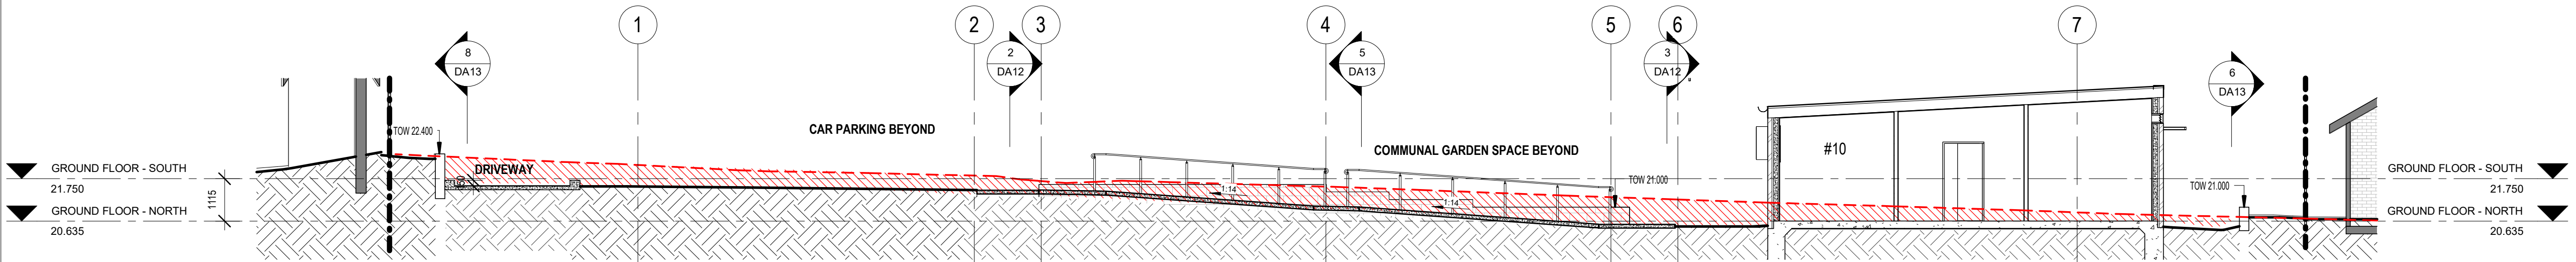 1
2
3
4
5
6
7
8
DA13
2
DA12
5
DA13
3
DA12
6
DA13
TOW 22.400
CAR PARKING BEYOND
COMMUNAL GARDEN SPACE BEYOND
#10
DRIVEWAY
GROUND FLOOR - SOUTH
21.750
1115
GROUND FLOOR - NORTH
20.635
1:14
1:14
TOW 21.000
TOW 21.000
GROUND FLOOR - SOUTH
21.750
GROUND FLOOR - NORTH
20.635